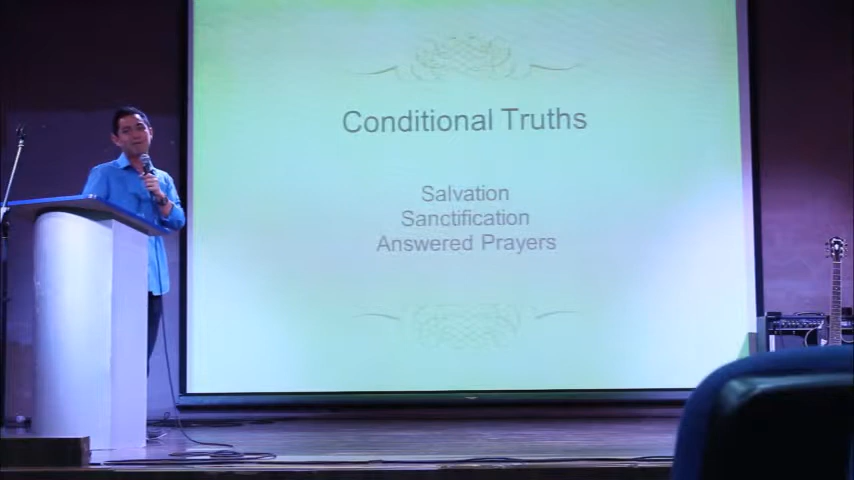 Conditional Truths
Salvation
Sanctification
Answered Prayers